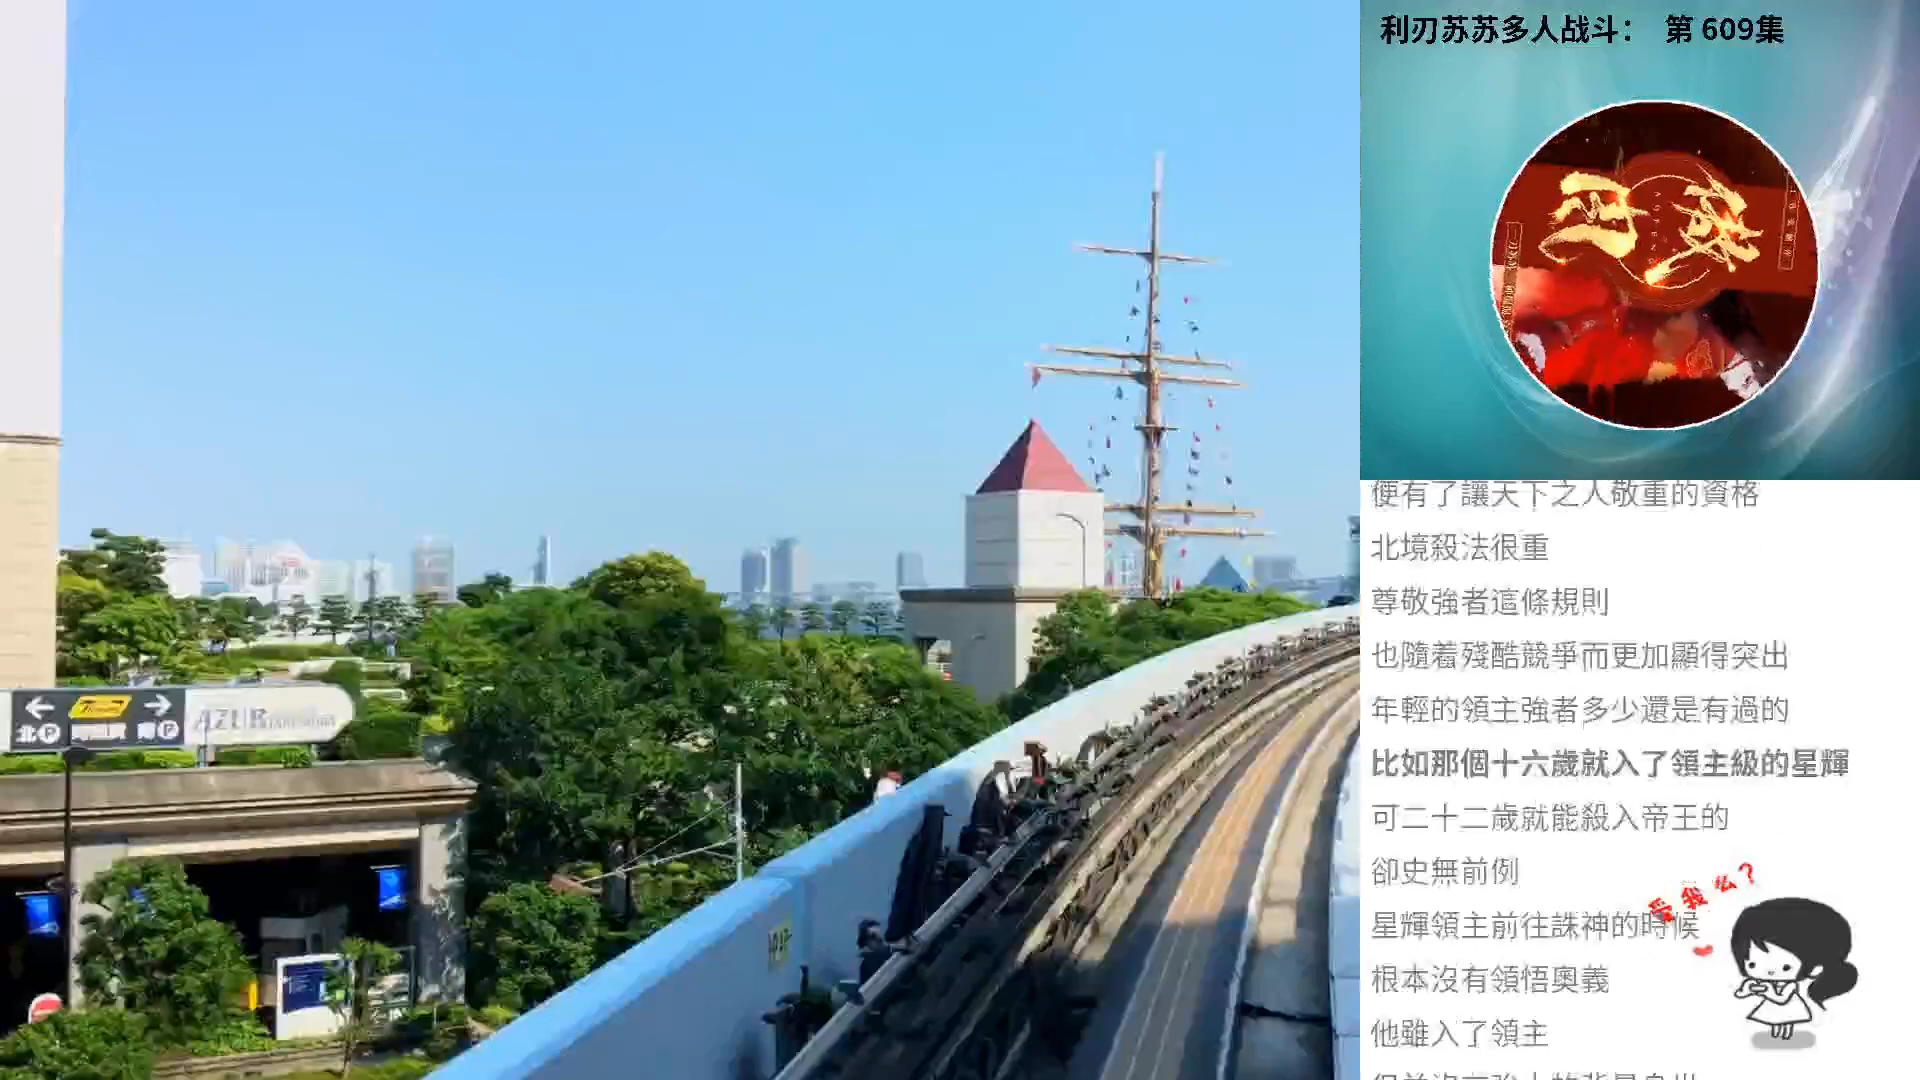 利刃苏苏多人战斗： 第 609集
便有了讓天下之人敬重的資格
北境殺法很重
尊敬強者這條規則
也隨着殘酷競爭而更加顯得突出
年輕的領主強者多少還是有過的
比如那個十六歲就入了領主級的星輝
可二十二歲就能殺入帝王的
卻史無前例
星輝領主前往誅神的時候
根本沒有領悟奧義
他雖入了領主
受我么？
北P
南P
AZUR